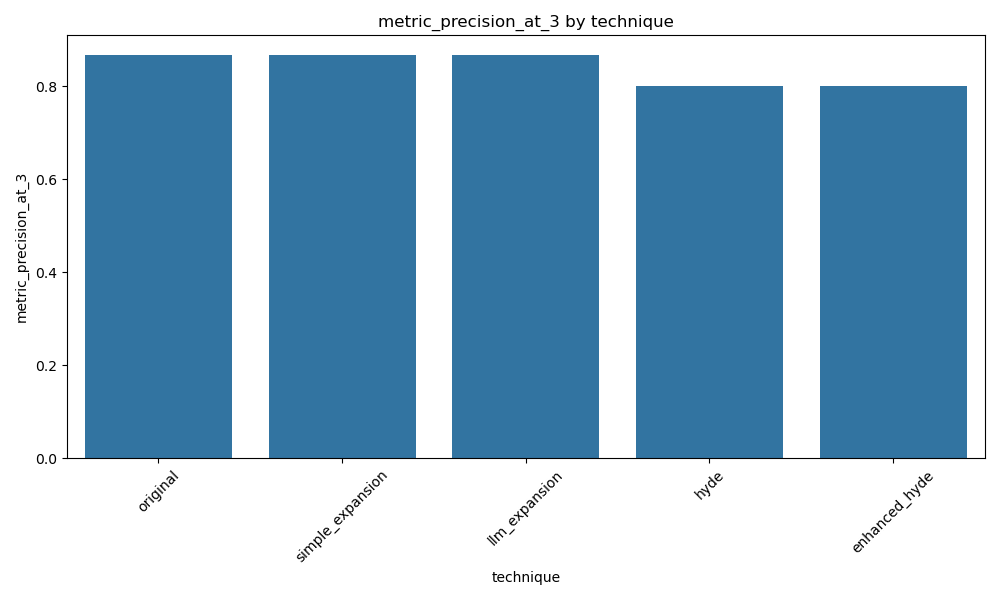 metric_precision_at_3 by technique
metric_precision_at_3
0.8
0.6
0.4
0.2
0.0
original
simple_expansion
llm_expansion
hyde
enhanced_hyde
technique